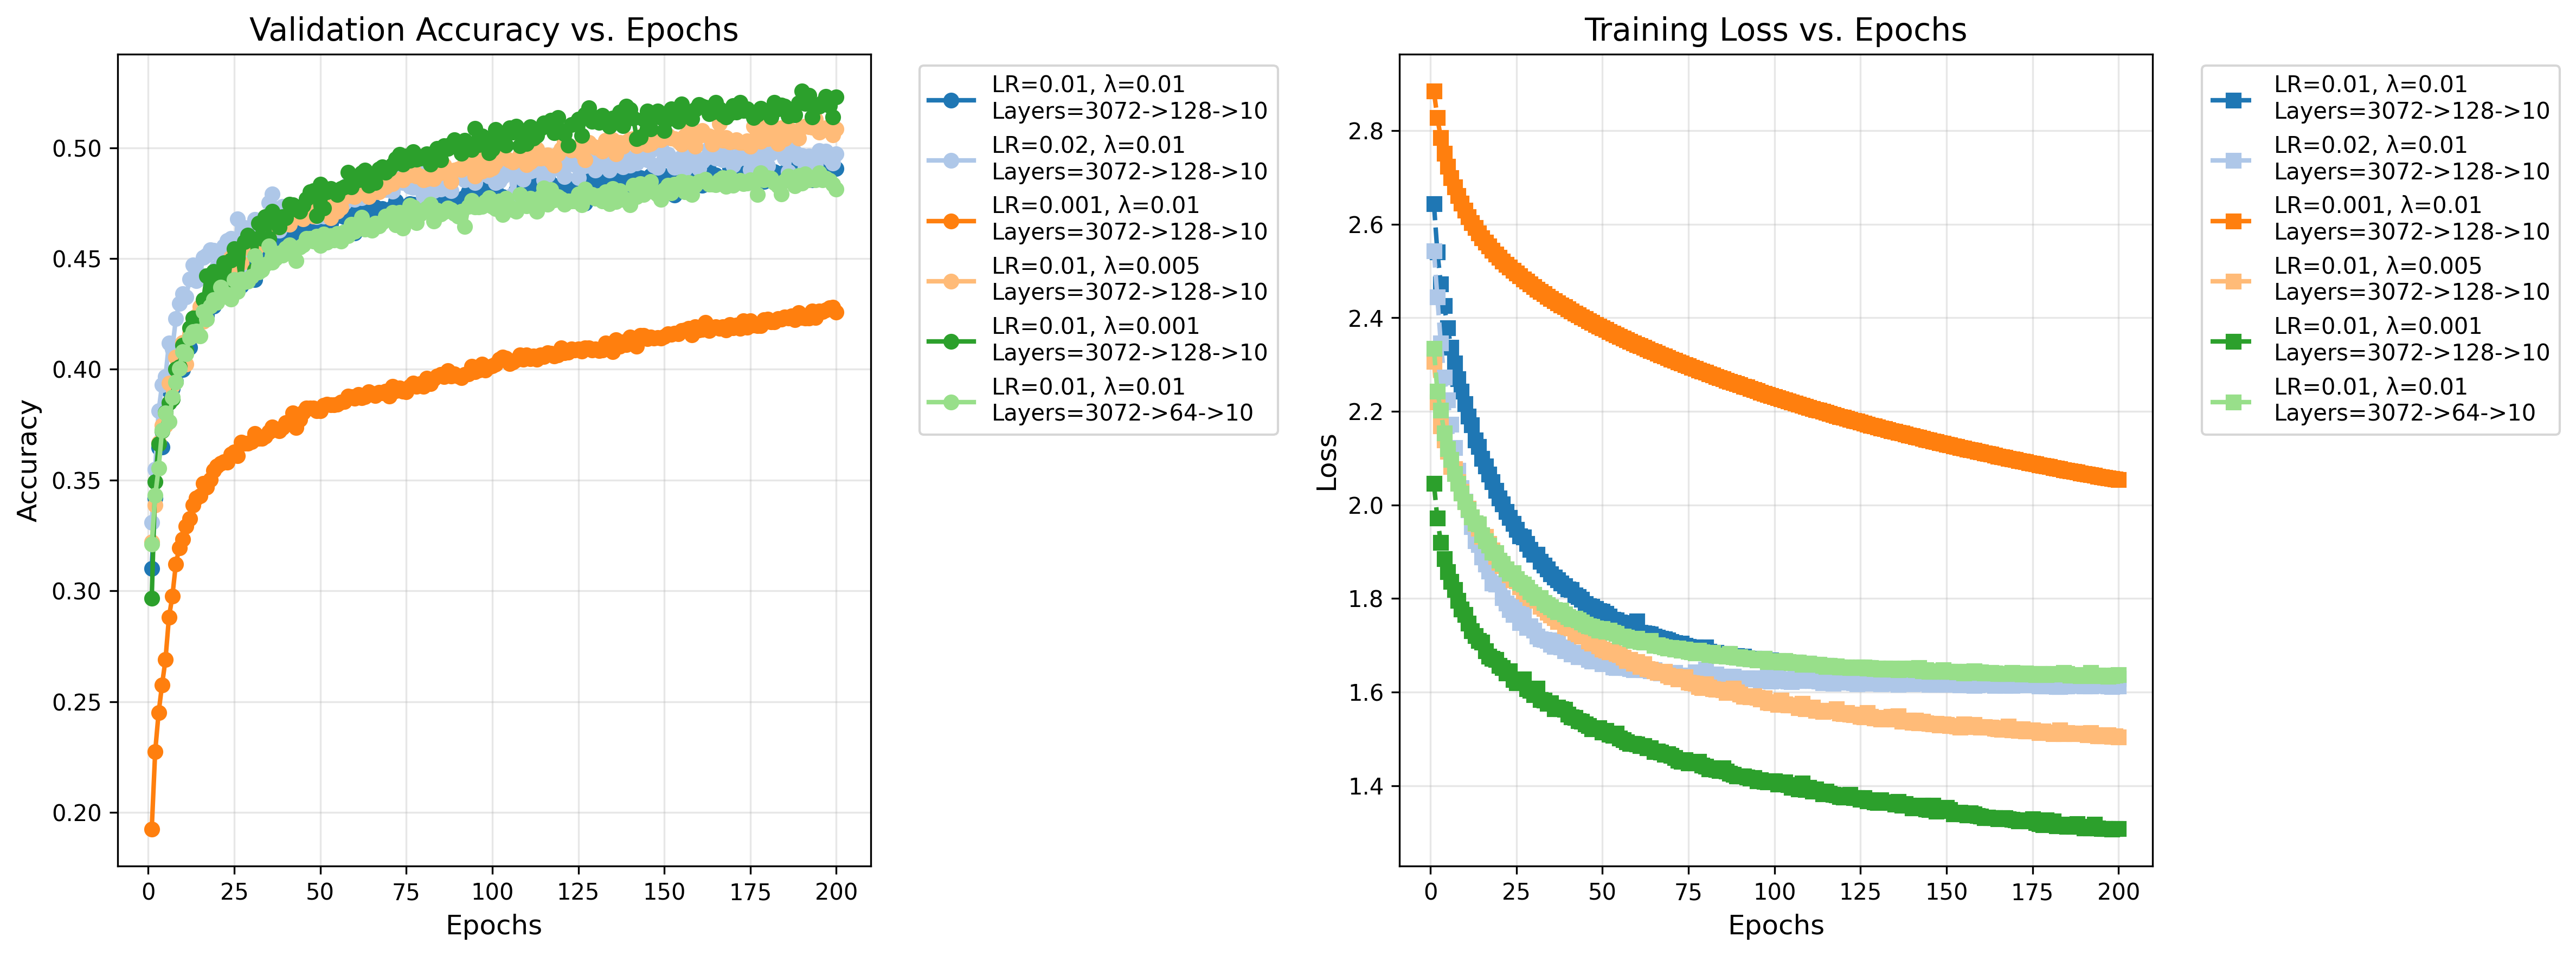 Validation Accuracy vs. Epochs
Accuracy
0.50
0.45
0.40
0.35
0.30
0.25
0.20
0 25 50 75 100 125 150 175 200
Epochs
LR=0.01, λ=0.01
Layers=3072->128->10
LR=0.02, λ=0.01
Layers=3072->128->10
LR=0.001, λ=0.01
Layers=3072->128->10
LR=0.01, λ=0.005
Layers=3072->128->10
LR=0.01, λ=0.001
Layers=3072->128->10
LR=0.01, λ=0.01
Layers=3072->64->10
Training Loss vs. Epochs
Loss
2.8
2.6
2.4
2.2
2.0
1.8
1.6
1.4
0 25 50 75 100 125 150 175 200
Epochs
LR=0.01, λ=0.01
Layers=3072->128->10
LR=0.02, λ=0.01
Layers=3072->128->10
LR=0.001, λ=0.01
Layers=3072->128->10
LR=0.01, λ=0.005
Layers=3072->128->10
LR=0.01, λ=0.001
Layers=3072->128->10
LR=0.01, λ=0.01
Layers=3072->64->10